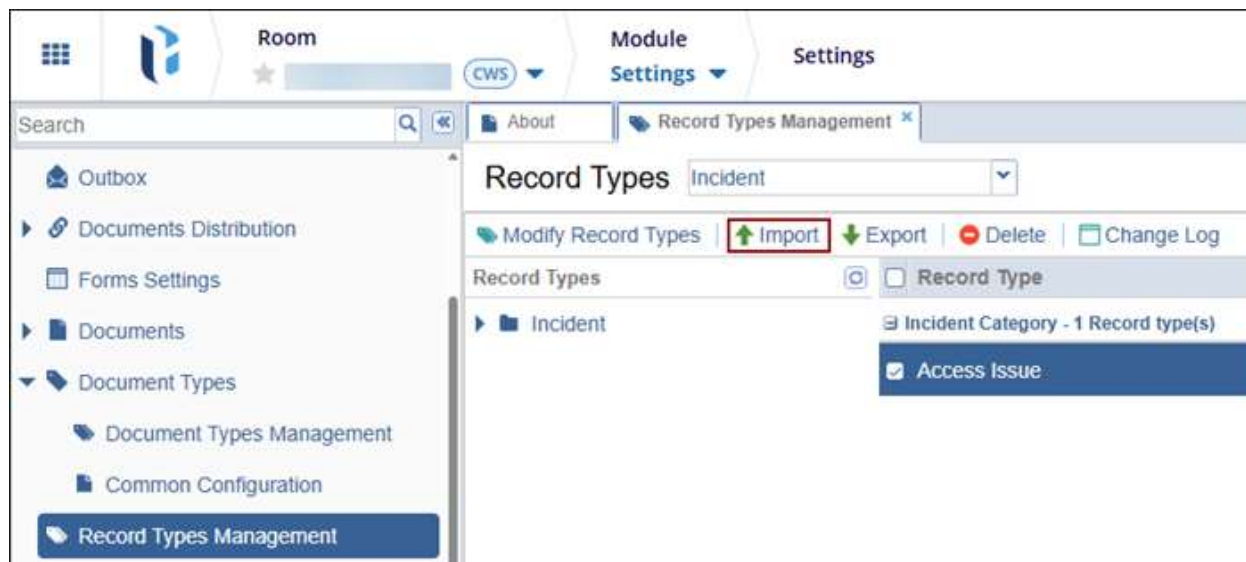 Room
Module
Settings
CWS
Settings
Search
About
Record Types Management
Outbox
Record Types Incident
Documents Distribution
Modify Record Types Import Export Delete Change Log
Forms Settings
Record Types
Record Type
Documents
Incident
Incident Category - 1 Record type(s)
Document Types
Access Issue
Document Types Management
Common Configuration
Record Types Management